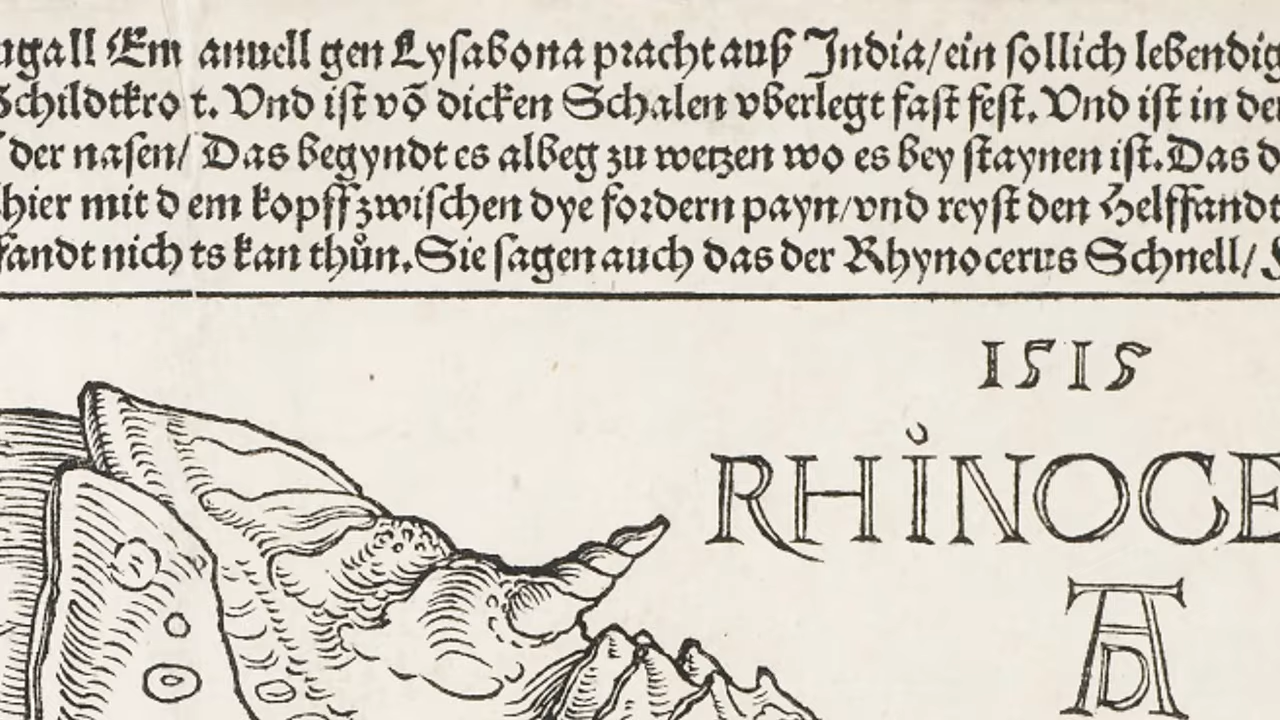 ugall Em anuell gen Lysabona pracht auß India/ein sollich lebendig
Schildtkro t. Vnd ist vō dicken Schalen vberlegt fast fest. Vnd ist in de
der nasen/ Das begyndt es albeg zu wetzen wo es bey staynen ist. Das d
hier mit d em kopff zwischen dye fordern payn/vnd reyst den Helffandt
fandt nich ts kan thůn. Sie sagen auch das der Rhynocerus Schnell/
1515
RHINOCE
AD